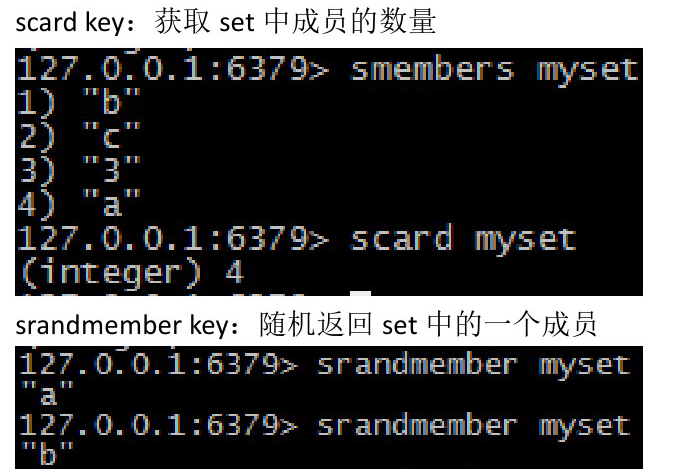 scard key：获取 set 中成员的数量
127.0.0.1:6379> smembers myset
1) "b"
2) "c"
3) "3"
4) "a"
127.0.0.1:6379> scard myset
(integer) 4
srandmember key：随机返回 set 中的一个成员
127.0.0.1:6379> srandmember myset
"a"
127.0.0.1:6379> srandmember myset
"b"